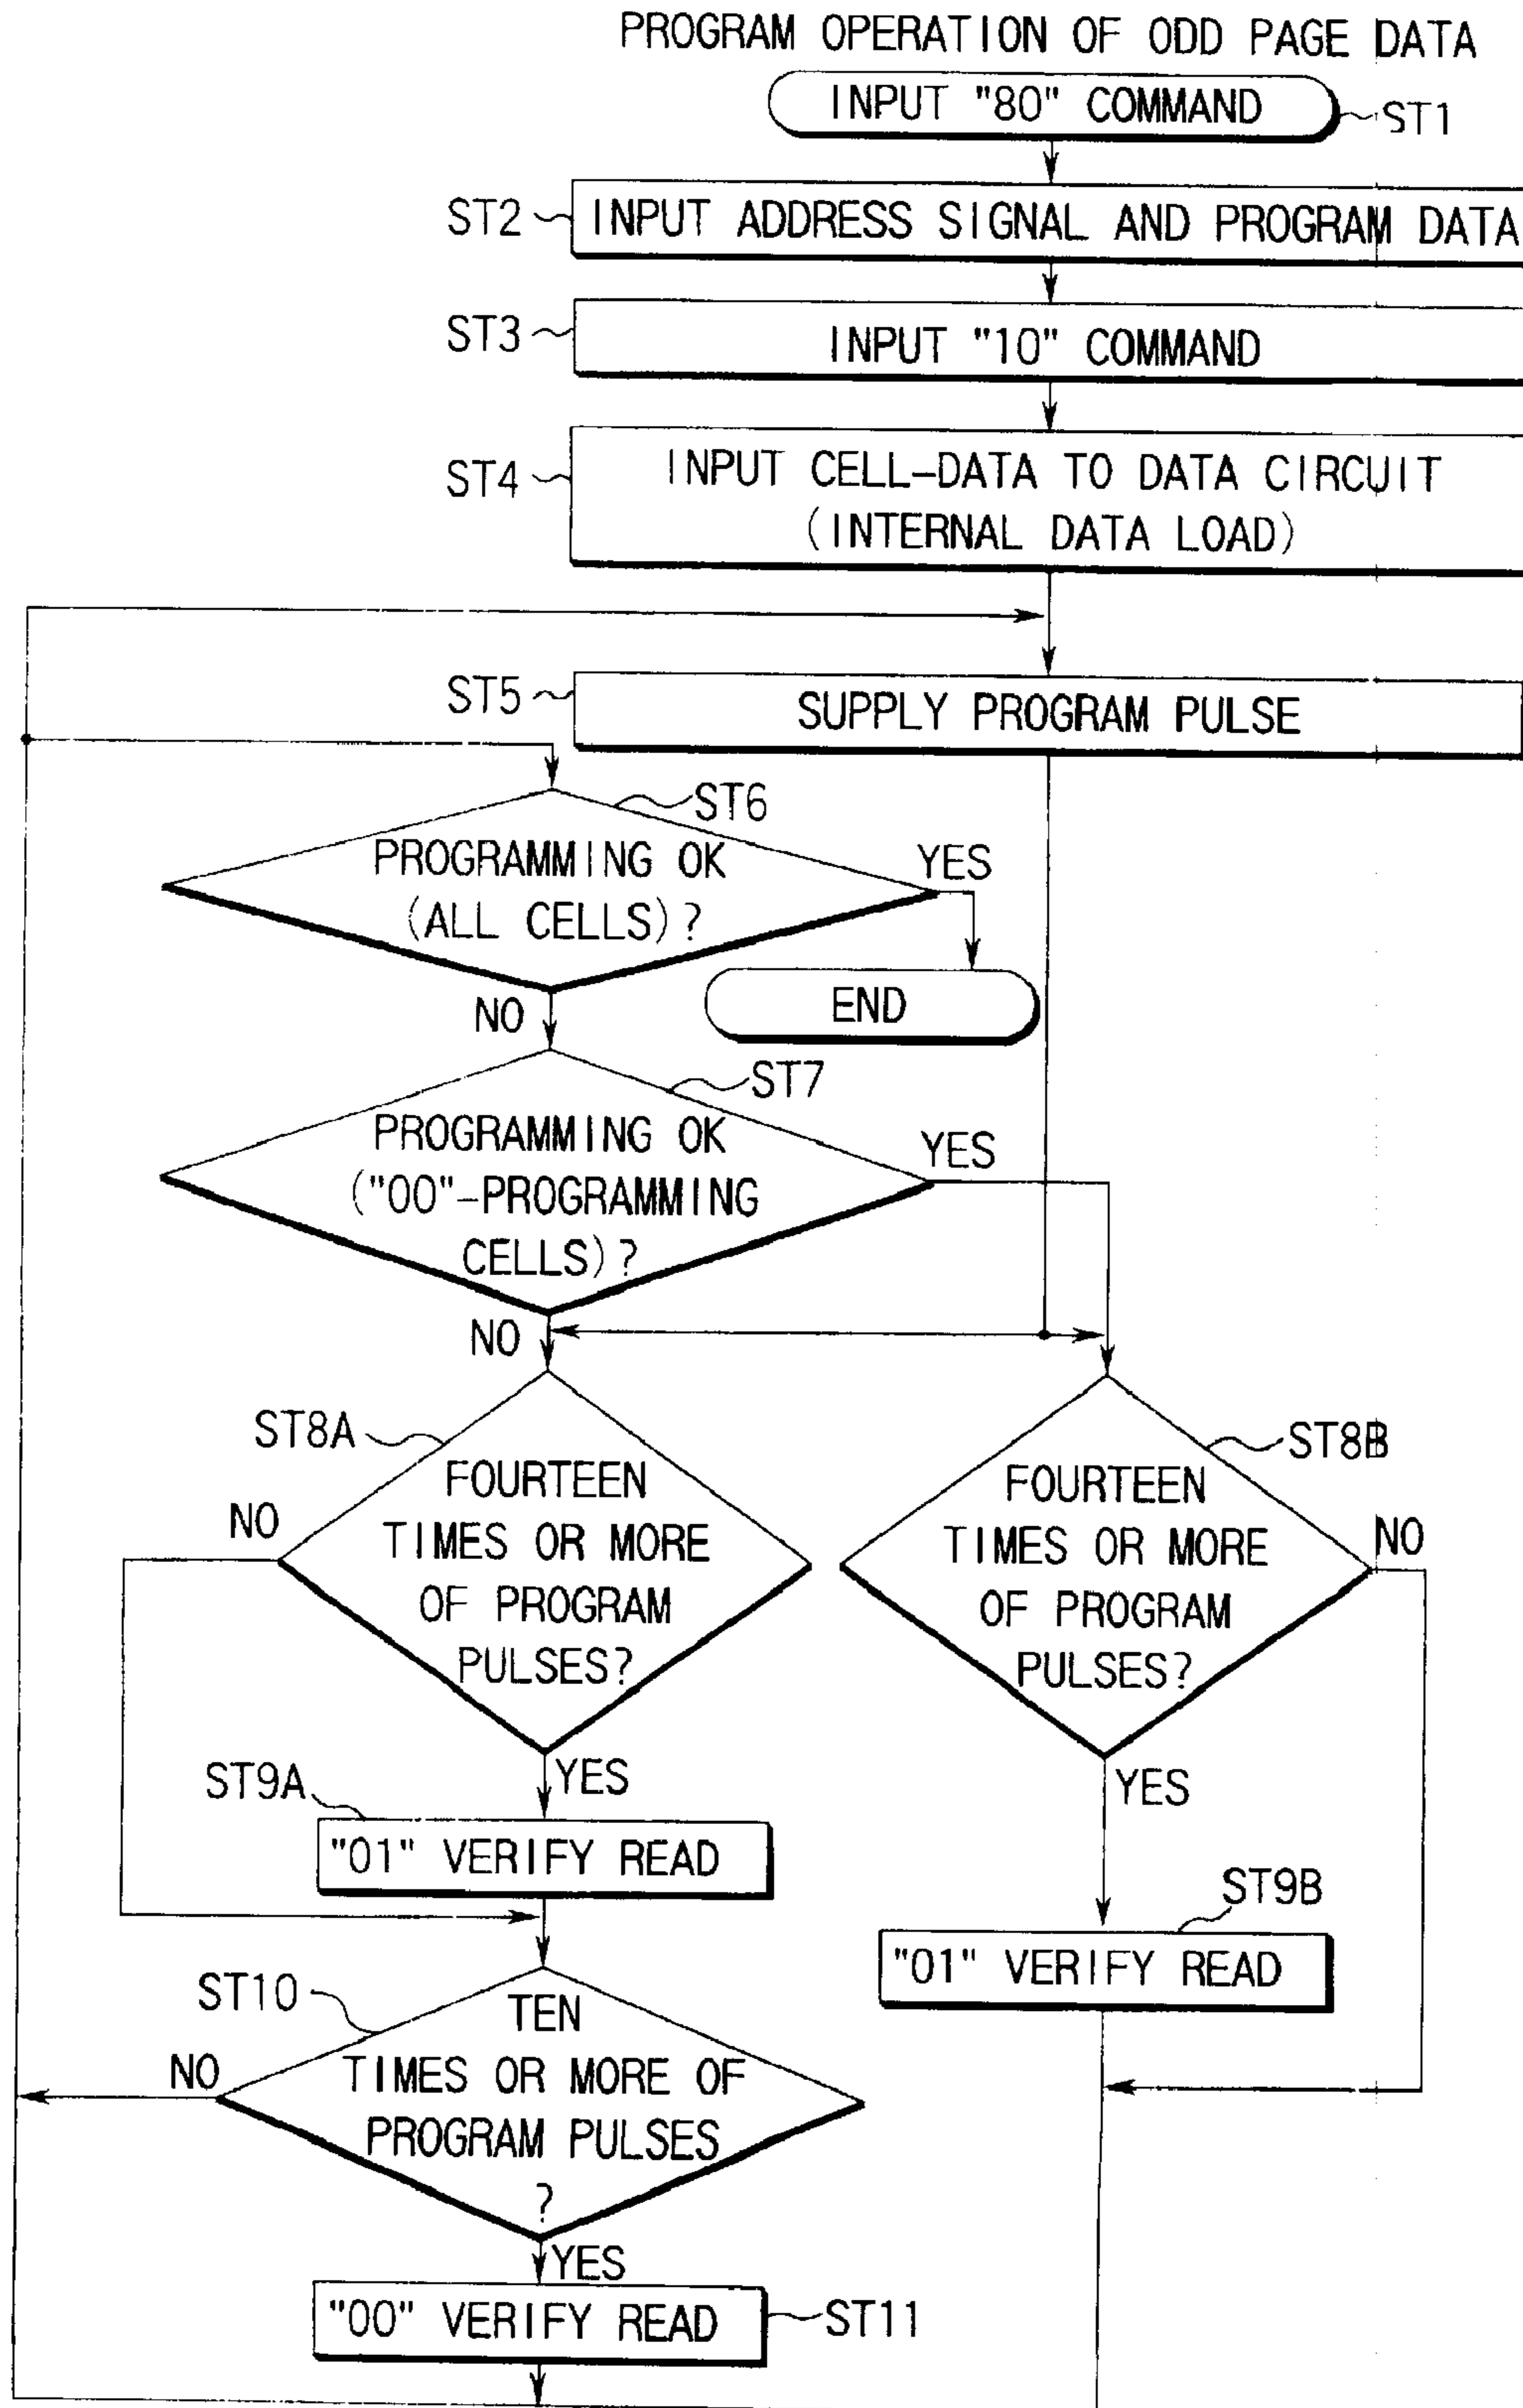 PROGRAM OPERATION OF ODD PAGE DATA
INPUT "80" COMMAND
ST1
ST2
INPUT ADDRESS SIGNAL AND PROGRAM DATA
ST3
INPUT "10" COMMAND
ST4
INPUT CELL-DATA TO DATA CIRCUIT
(INTERNAL DATA LOAD)
ST5
SUPPLY PROGRAM PULSE
ST6
PROGRAMMING OK
(ALL CELLS)?
YES
END
NO
ST7
PROGRAMMING OK
("00"-PROGRAMMING
CELLS)?
YES
NO
ST8A
FOURTEEN
TIMES OR MORE
OF PROGRAM
PULSES?
NO
YES
ST8B
FOURTEEN
TIMES OR MORE
OF PROGRAM
PULSES?
NO
YES
ST9A
"01" VERIFY READ
ST9B
"01" VERIFY READ
ST10
TEN
TIMES OR MORE OF
PROGRAM PULSES
?
NO
YES
"00" VERIFY READ
ST11